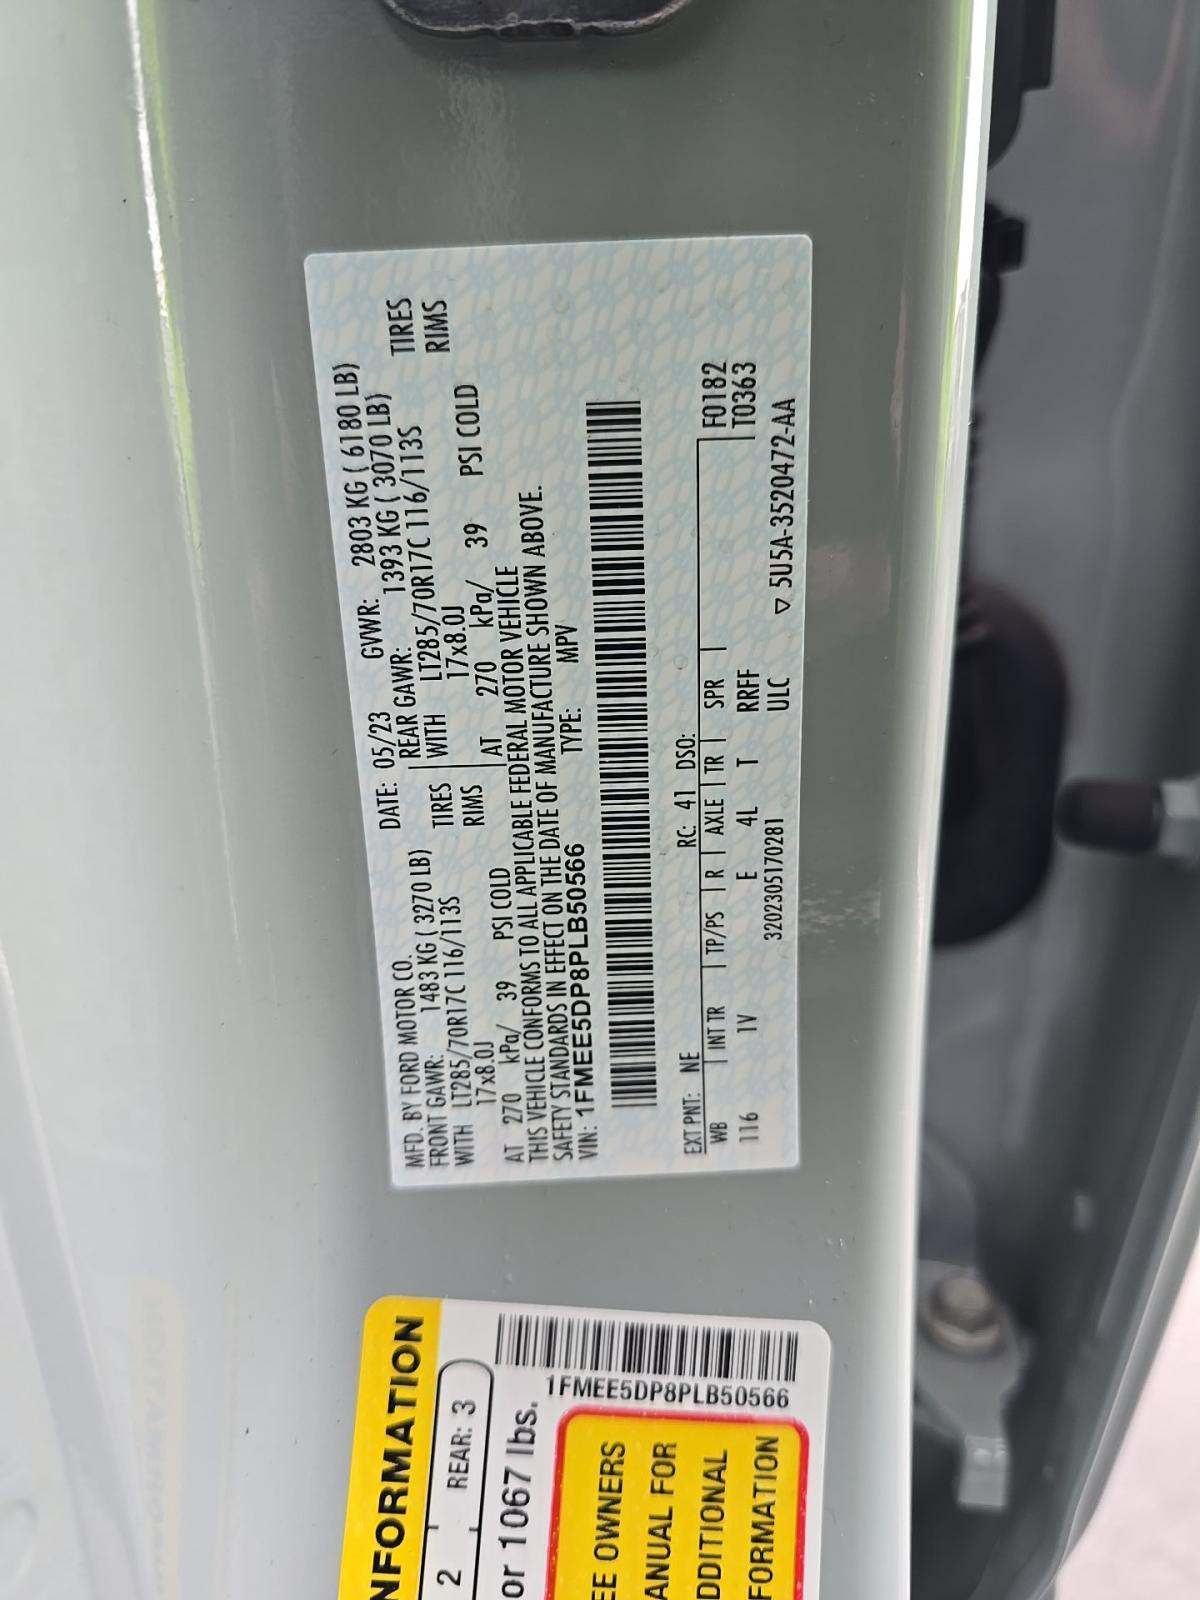 MFD. BY FORD MOTOR CO.
DATE: 05/23 GVWR: 2803 KG ( 6180 LB)
FRONT GAWR: 1483 KG ( 3270 LB) REAR GAWR: 1393 KG ( 3070 LB)
WITH LT285/70R17C 116/113S TIRES WITH LT285/70R17C 116/113S TIRES
17x8.0J RIMS 17x8.0J RIMS
AT 270 kPa/ 39 PSI COLD AT 270 kPa/ 39 PSI COLD
THIS VEHICLE CONFORMS TO ALL APPLICABLE FEDERAL MOTOR VEHICLE
SAFETY STANDARDS IN EFFECT ON THE DATE OF MANUFACTURE SHOWN ABOVE.
VIN: 1FMEE5DP8PLB50566 TYPE: MPV
EXT PNT: NE RC: 41 DSO: F0182
WB INT TR TP/PS R AXLE TR SPR T0363
116 1V E 4L T RRFF
3202305170281 ULC ▽ 5U5A-3520472-AA
NFORMATION
2 REAR: 3
or 1067 lbs.
1FMEE5DP8PLB50566
EE OWNERS
ANUAL FOR
DDITIONAL
FORMATION